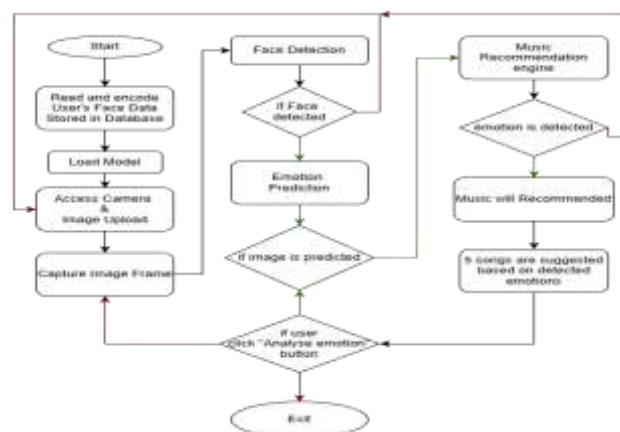 Start
Read and encode
User's Face Data
Stored in Database
Load Model
Access Camera
&
Image Upload
Capture Image Frame
Face Detection
if Face
detected
Emotion
Prediction
if image is predicted
if user
click "Analyse emotion"
button
Exit
Music
Recommendation
engine
emotion is detected
Music will Recommended
5 songs are suggested
based on detected
emotions